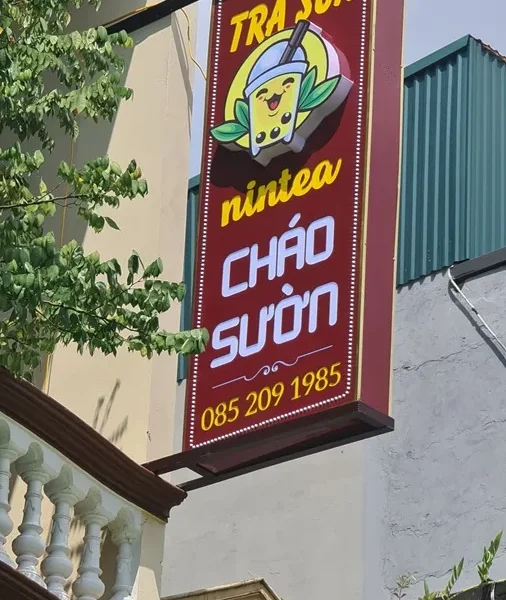 TRÀ SỮA
nintea
CHÁO
SƯỜN
085 209 1985